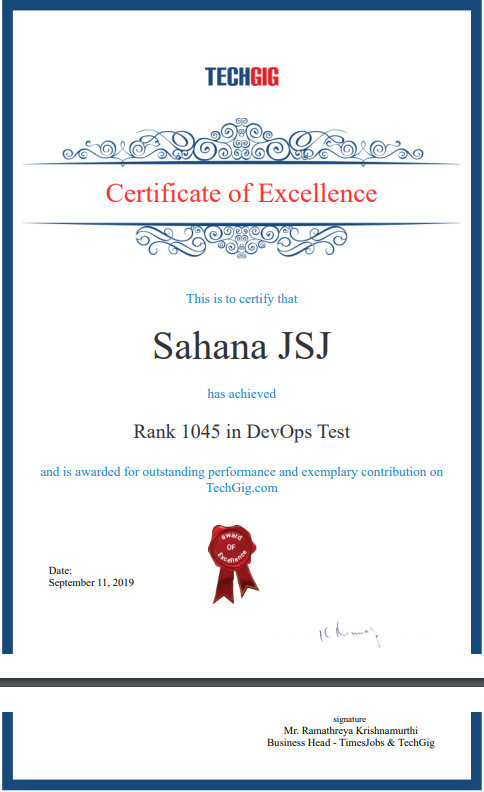 TECHGIG
Certificate of Excellence
This is to certify that
Sahana JSJ
has achieved
Rank 1045 in DevOps Test
and is awarded for outstanding performance and exemplary contribution on
TechGig.com
award
OF
Excellence
Date:
September 11, 2019
signature
Mr. Ramathreya Krishnamurthi
Business Head - TimesJobs & TechGig